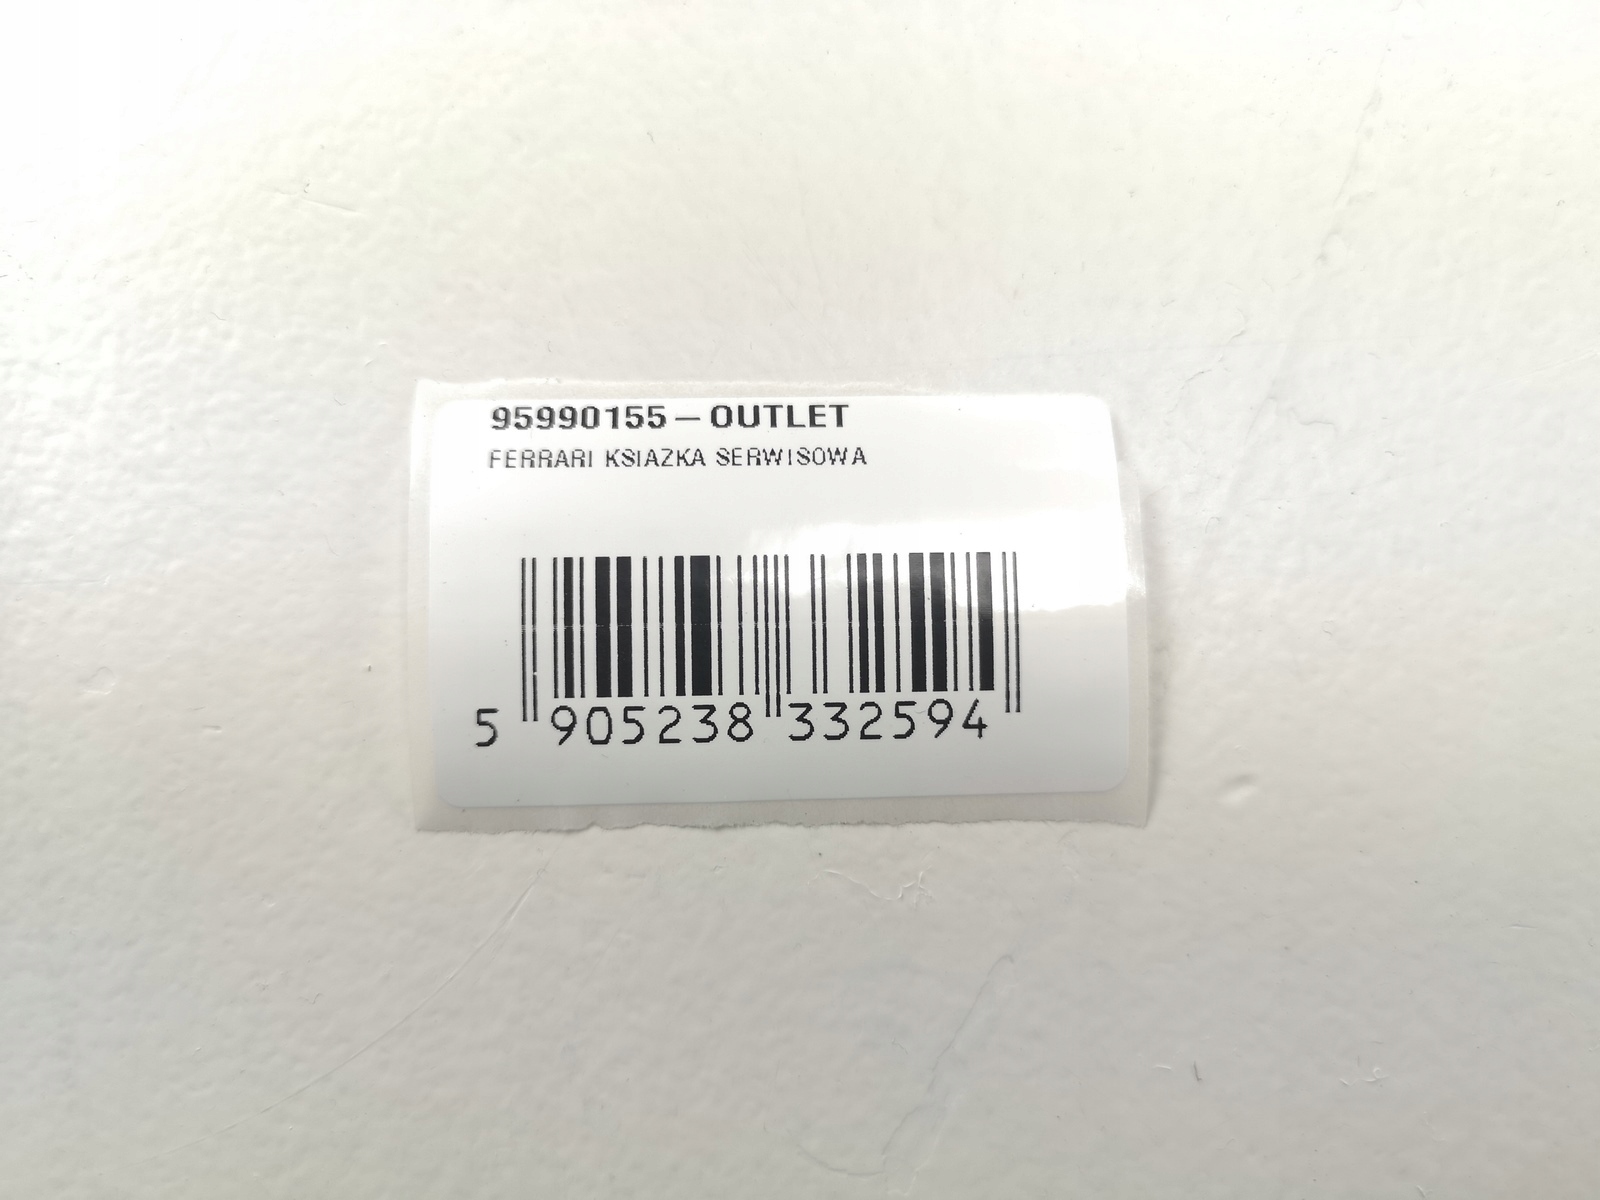 95990155-OUTLET
FERRARI KSIAZKA SERWISOWA
5 905238 332594